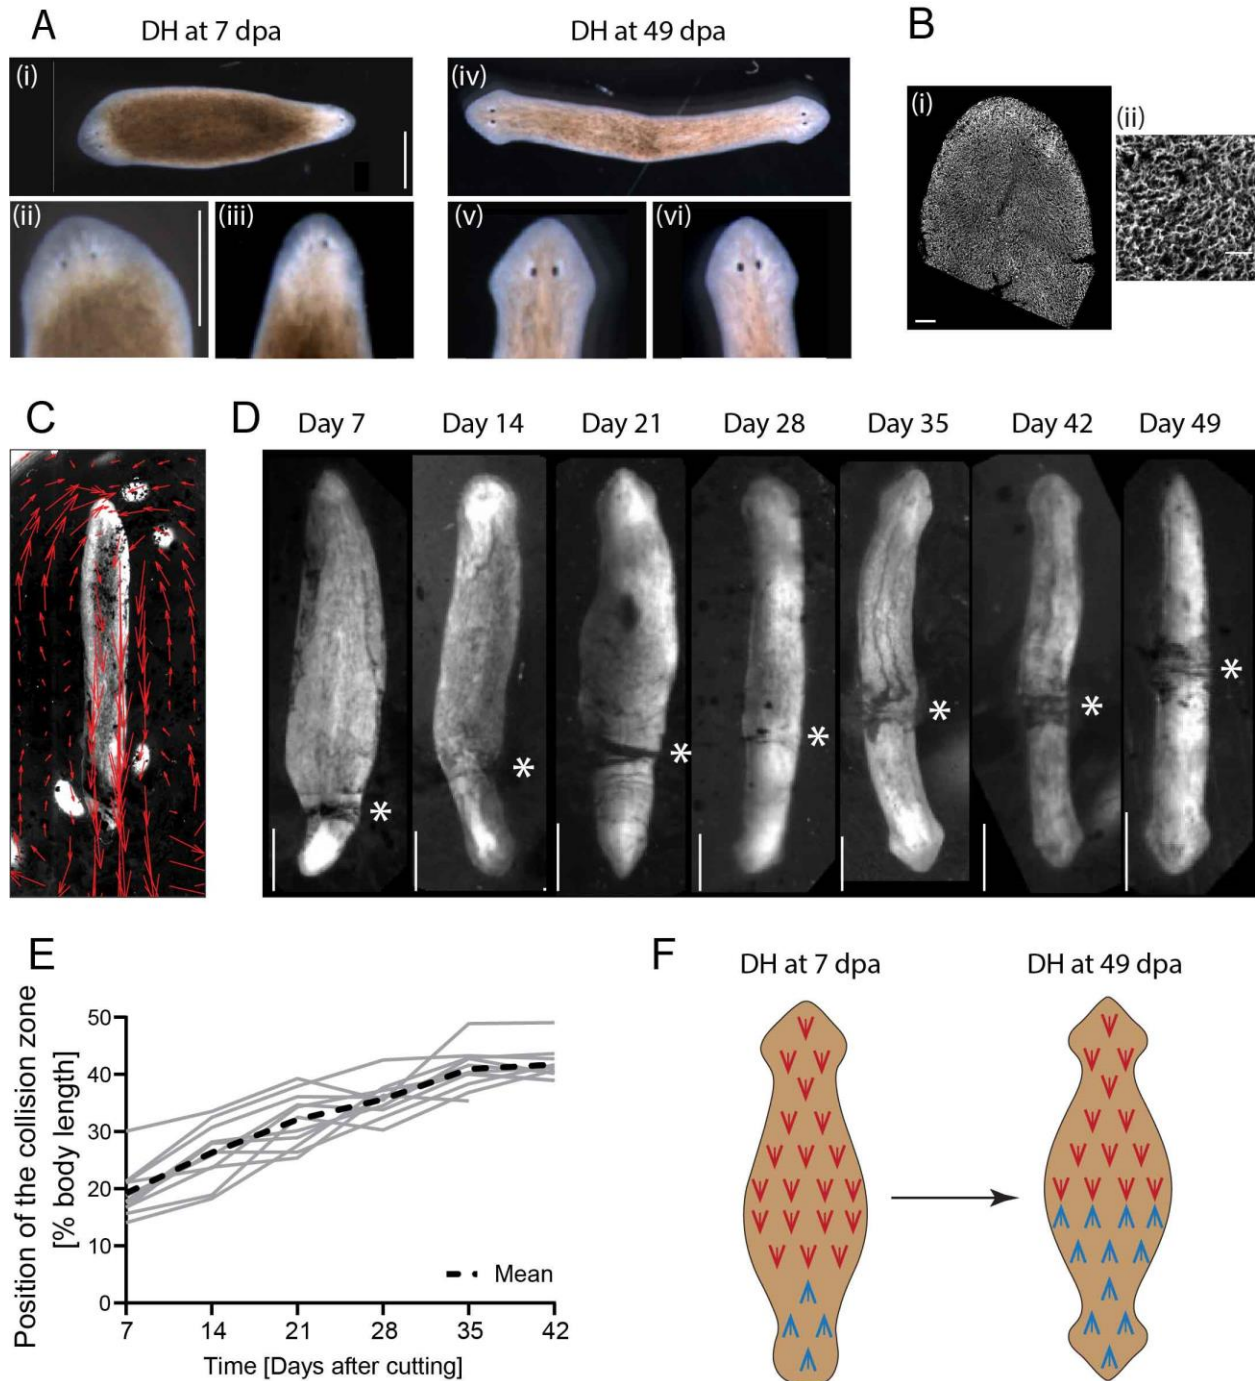 A
DH at 7 dpa
DH at 49 dpa
B
(i)
(iv)
(i)
(ii)
(ii)
(iii)
(v)
(vi)
C
D
Day 7
Day 14
Day 21
Day 28
Day 35
Day 42
Day 49
*
*
*
*
*
*
*
E
Position of the collision zone
[% body length]
50
40
30
20
10
0
Mean
7
14
21
28
35
42
Time [Days after cutting]
F
DH at 7 dpa
DH at 49 dpa